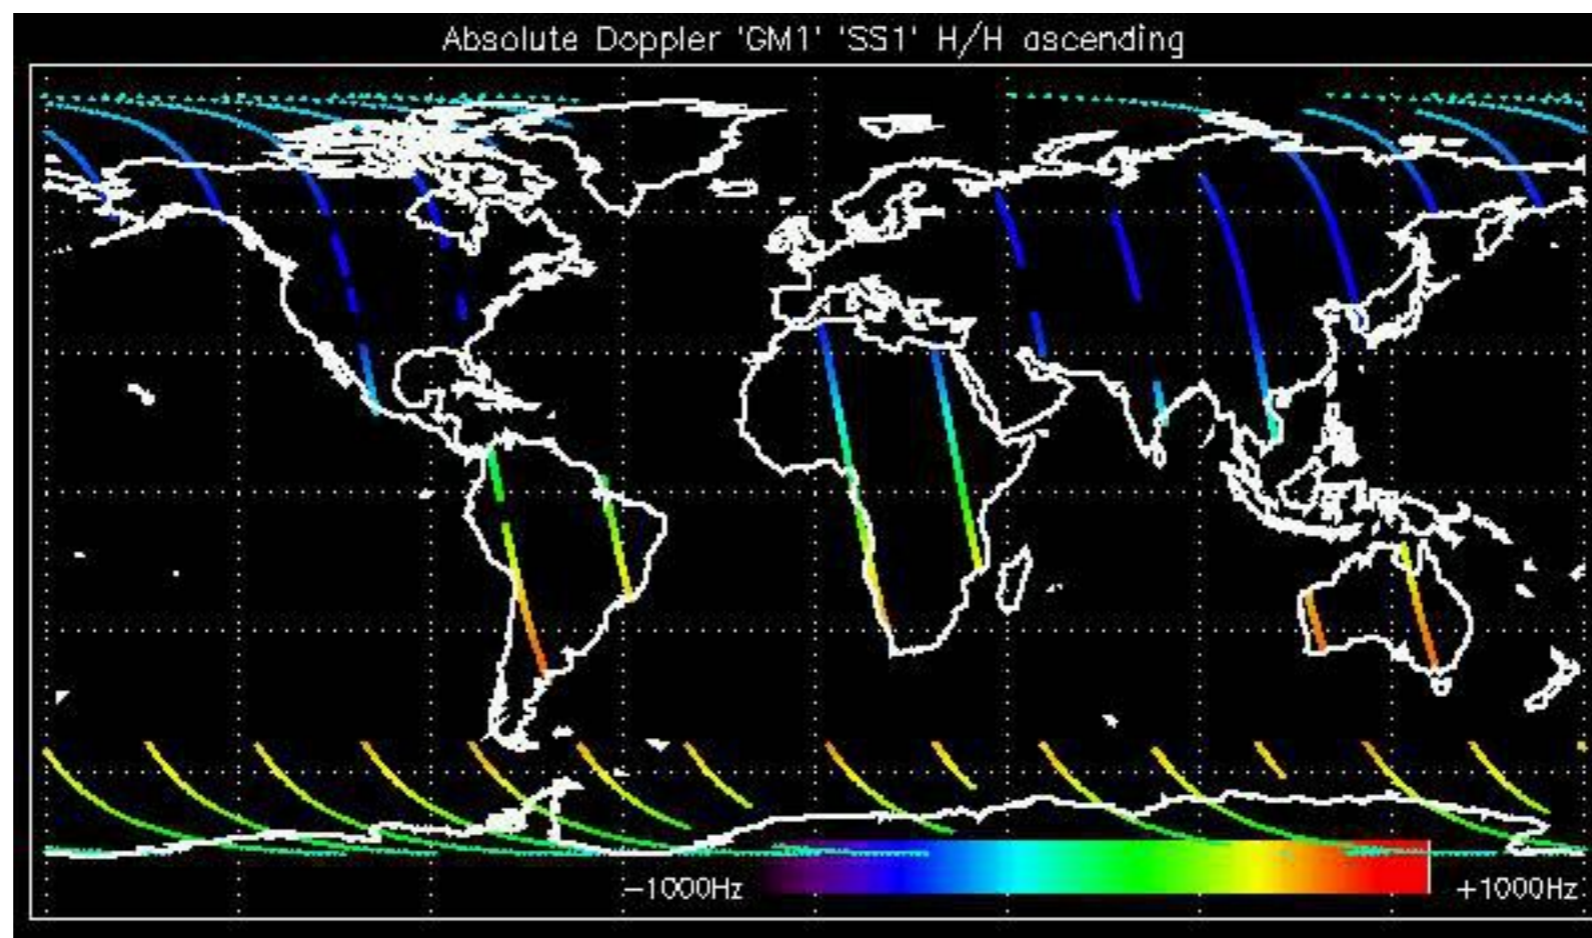 Absolute Doppler 'GM1' 'SS1' H/H ascending
−1000Hz
+1000Hz